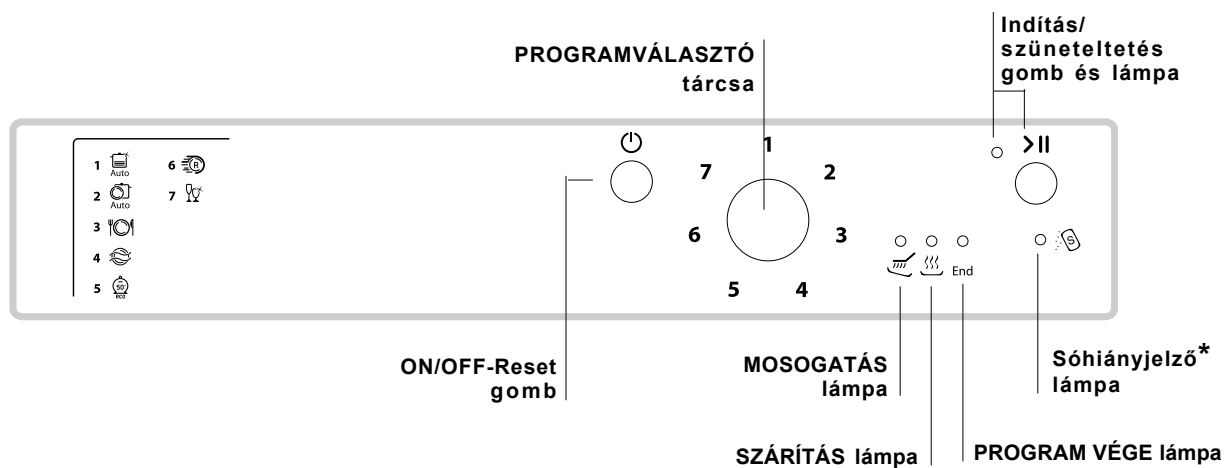 Indítás/
szüneteltetés
gomb és lámpa
PROGRAMVÁLASZTÓ
tárcsa
1 Auto
2 Auto
3
4
5 50° eco
6 R
7
1
2
3
4
5
6
7
End
S
ON/OFF-Reset
gomb
MOSOGATÁS
lámpa
Sóhiányjelző*
lámpa
SZÁRÍTÁS lámpa
PROGRAM VÉGE lámpa